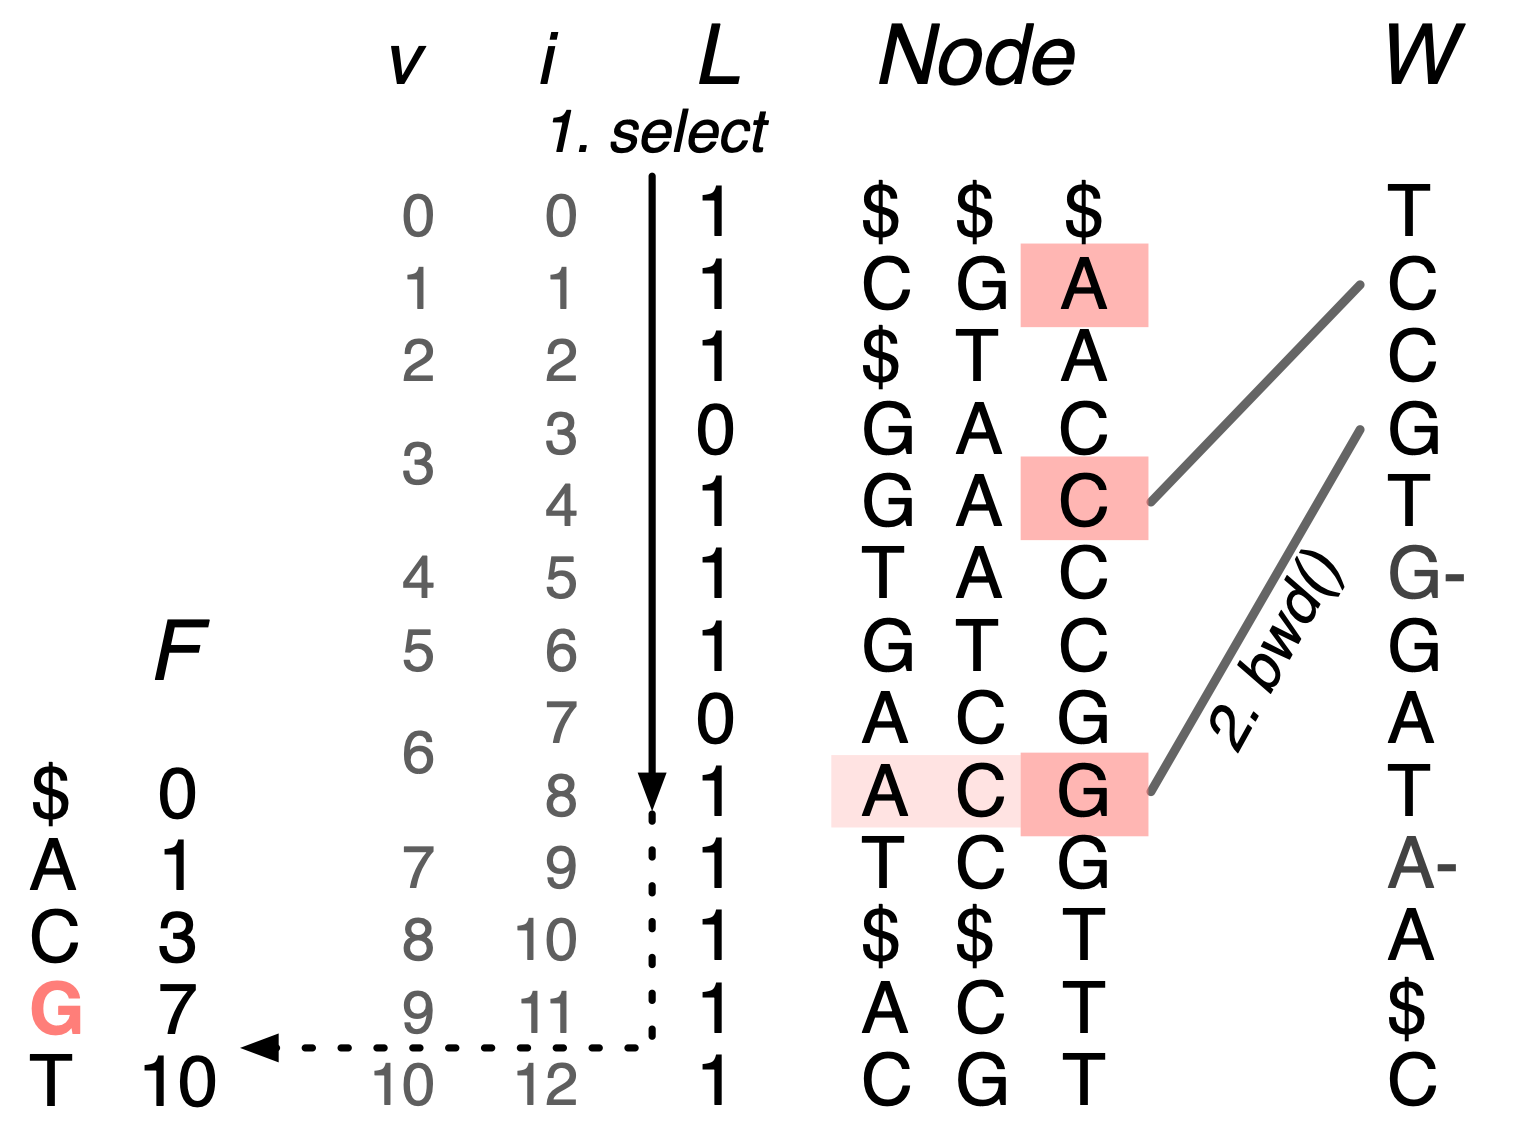 v i L Node W
1. select
0 0 1 $ $ $ T
1 1 1 C G A C
2 2 1 $ T A C
3 3 0 G A C G
4 1 G A C T
4 5 1 T A C G-
F 5 6 1 G T C G
6 7 0 A C G A
$ 0 8 1 A C G T
A 1 7 9 1 T C G A-
C 3 8 10 1 $ $ T A
G 7 9 11 1 A C T $
T 10 10 12 1 C G T C
2. bwd()